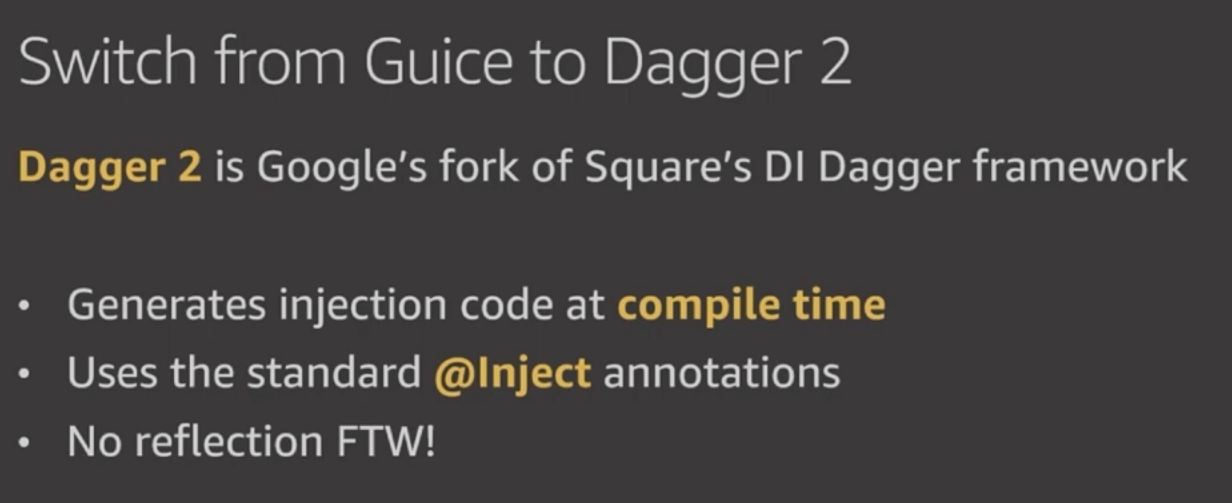 Switch from Guice to Dagger 2
Dagger 2 is Google's fork of Square's DI Dagger framework
• Generates injection code at compile time
• Uses the standard @Inject annotations
• No reflection FTW!